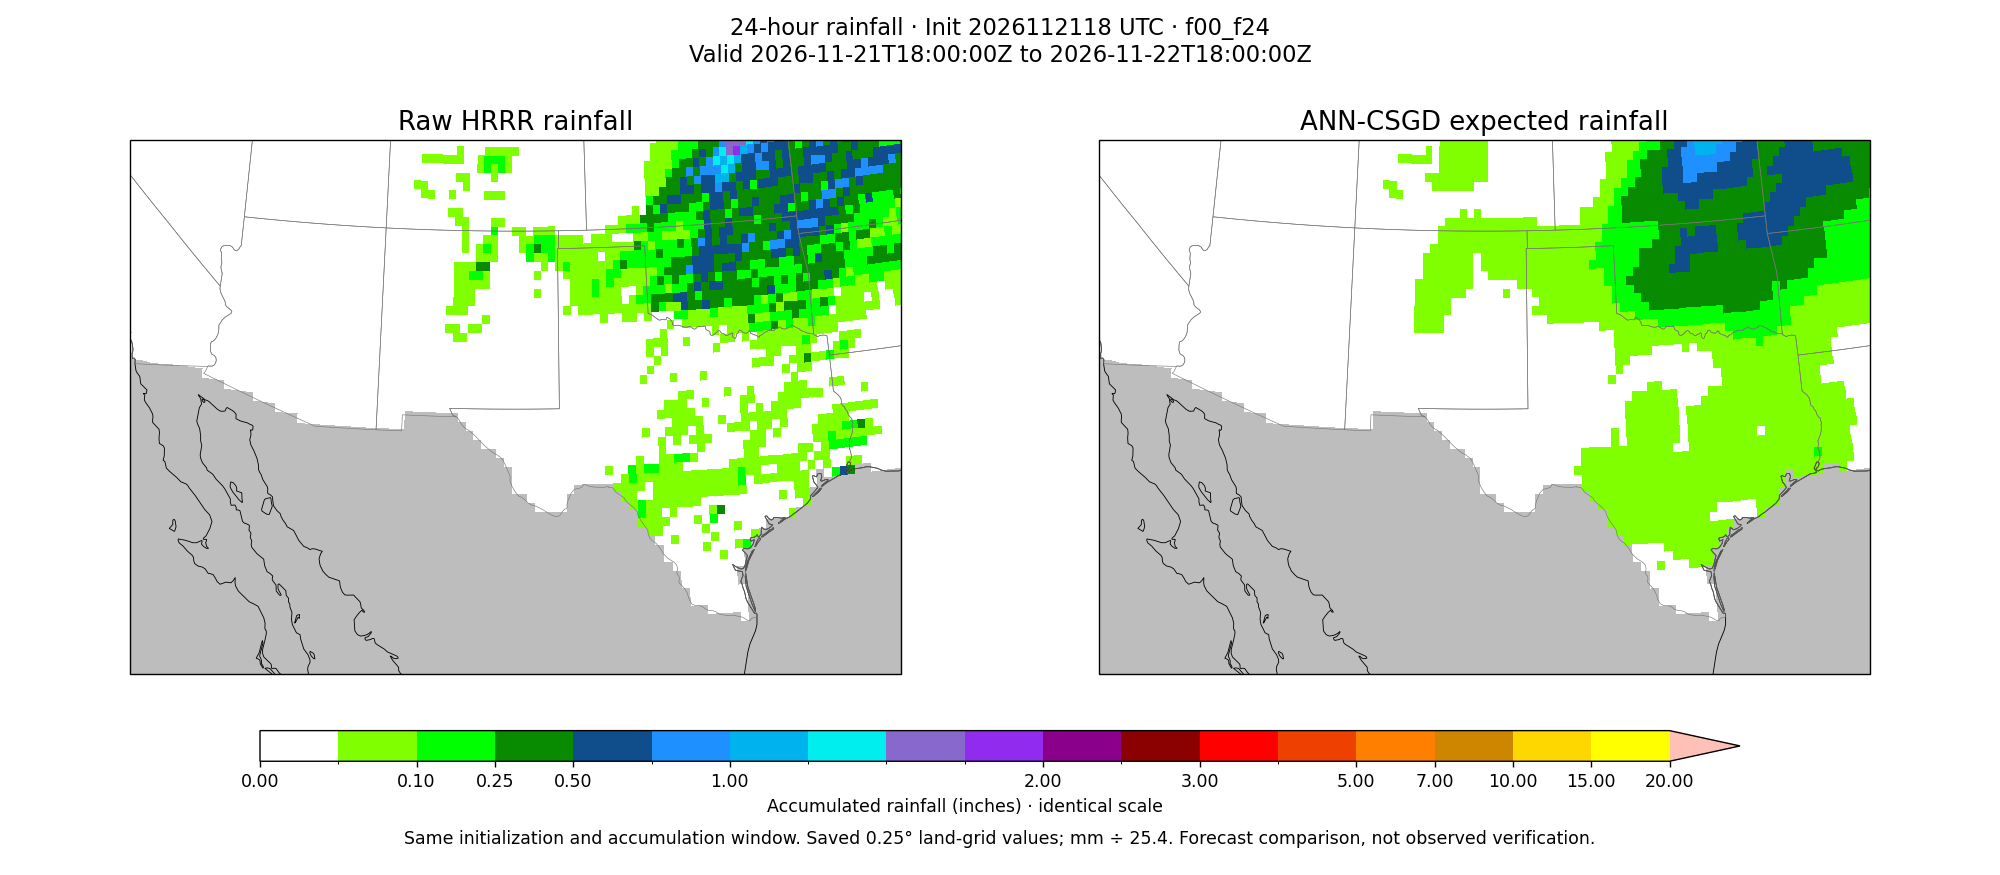 24-hour rainfall · Init 2026112118 UTC · f00_f24
Valid 2026-11-21T18:00:00Z to 2026-11-22T18:00:00Z
Raw HRRR rainfall
ANN-CSGD expected rainfall
0.00 0.10 0.25 0.50 1.00 2.00 3.00 5.00 7.00 10.00 15.00 20.00
Accumulated rainfall (inches) · identical scale
Same initialization and accumulation window. Saved 0.25° land-grid values; mm ÷ 25.4. Forecast comparison, not observed verification.